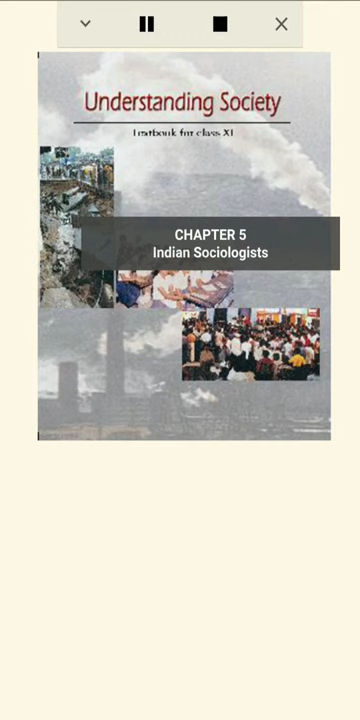 Understanding Society
Textbook for class XI
CHAPTER 5
Indian Sociologists